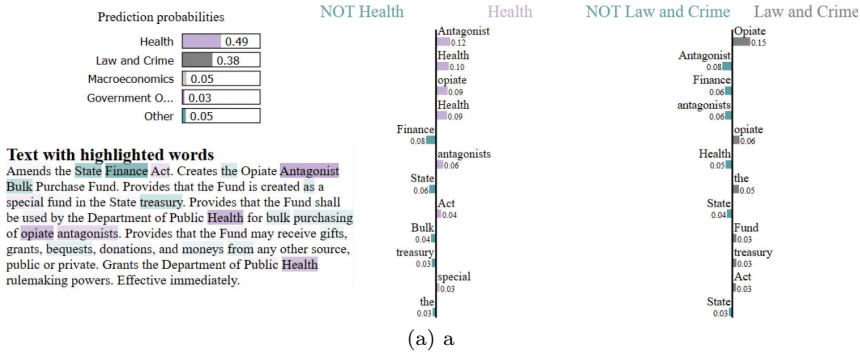 Prediction probabilities
Health 0.49
Law and Crime 0.38
Macroeconomics 0.05
Government O... 0.03
Other 0.05
Text with highlighted words
Amends the State Finance Act. Creates the Opiate Antagonist
Bulk Purchase Fund. Provides that the Fund is created as a
special fund in the State treasury. Provides that the Fund shall
be used by the Department of Public Health for bulk purchasing
of opiate antagonists. Provides that the Fund may receive gifts,
grants, bequests, donations, and moneys from any other source,
public or private. Grants the Department of Public Health
rulemaking powers. Effective immediately.
NOT Health Health
Antagonist
0.12
Health
0.10
opiate
0.09
Health
0.09
Finance
0.08
antagonists
0.06
State
0.06
Act
0.04
Bulk
0.04
treasury
0.03
special
0.03
the
0.03
NOT Law and Crime Law and Crime
Opiate
0.15
Antagonist
0.08
Finance
0.06
antagonists
0.06
opiate
0.06
Health
0.05
the
0.05
State
0.04
Fund
0.03
treasury
0.03
Act
0.03
State
0.03
(a) a